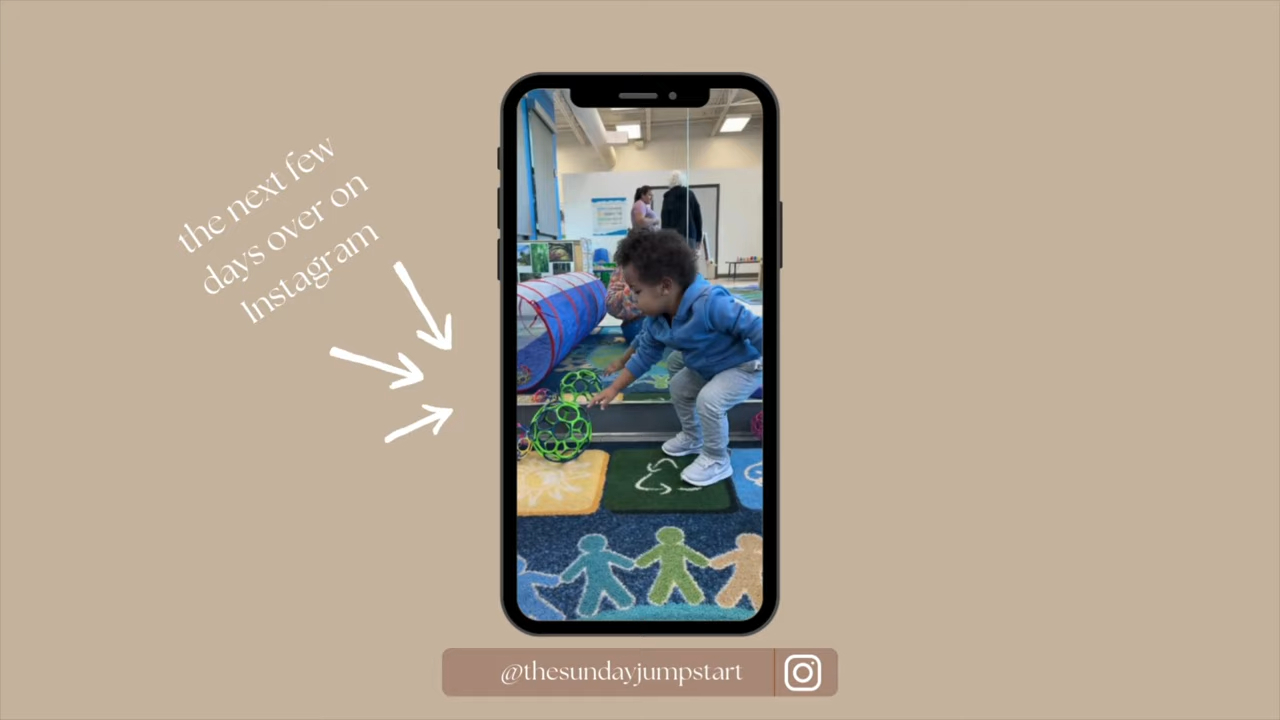 the next few
days over on
Instagram
@thesundayjumpstart